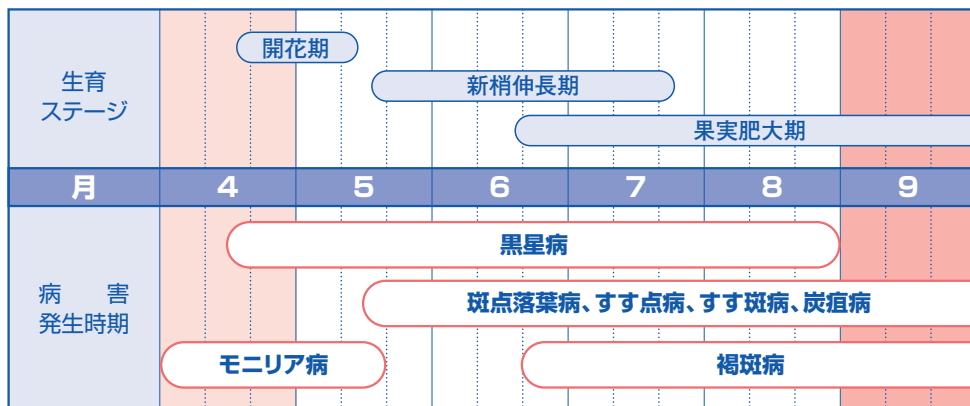 生育
ステージ
開花期
新梢伸長期
果実肥大期
月 4 5 6 7 8 9
病害
発生時期
黒星病
斑点落葉病、すす点病、すす斑病、炭疽病
モニリア病
褐斑病